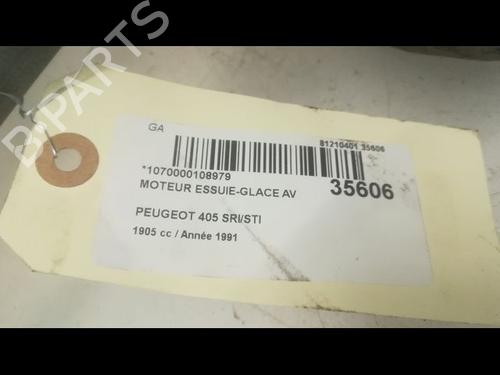 GA
81210401 35606
*1070000108979
MOTEUR ESSUIE-GLACE AV
35606
PEUGEOT 405 SRI/STI
1905 cc / Année 1991
B-PARTS